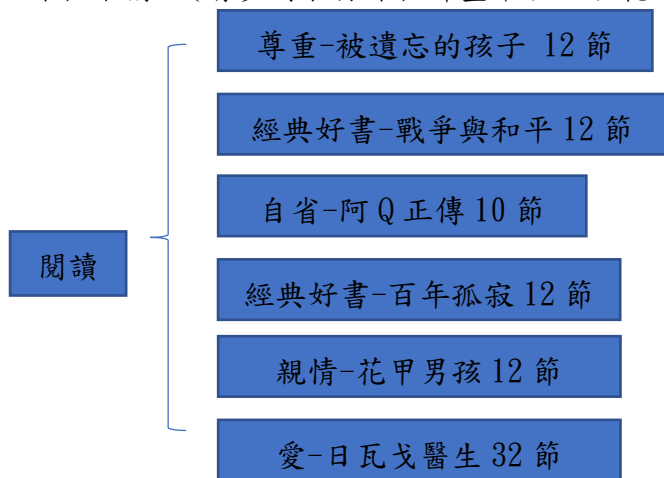 尊重-被遺忘的孩子 12 節
經典好書-戰爭與和平 12 節
自省-阿 Q 正傳 10 節
閱讀
經典好書-百年孤寂 12 節
親情-花甲男孩 12 節
愛-日瓦戈醫生 32 節